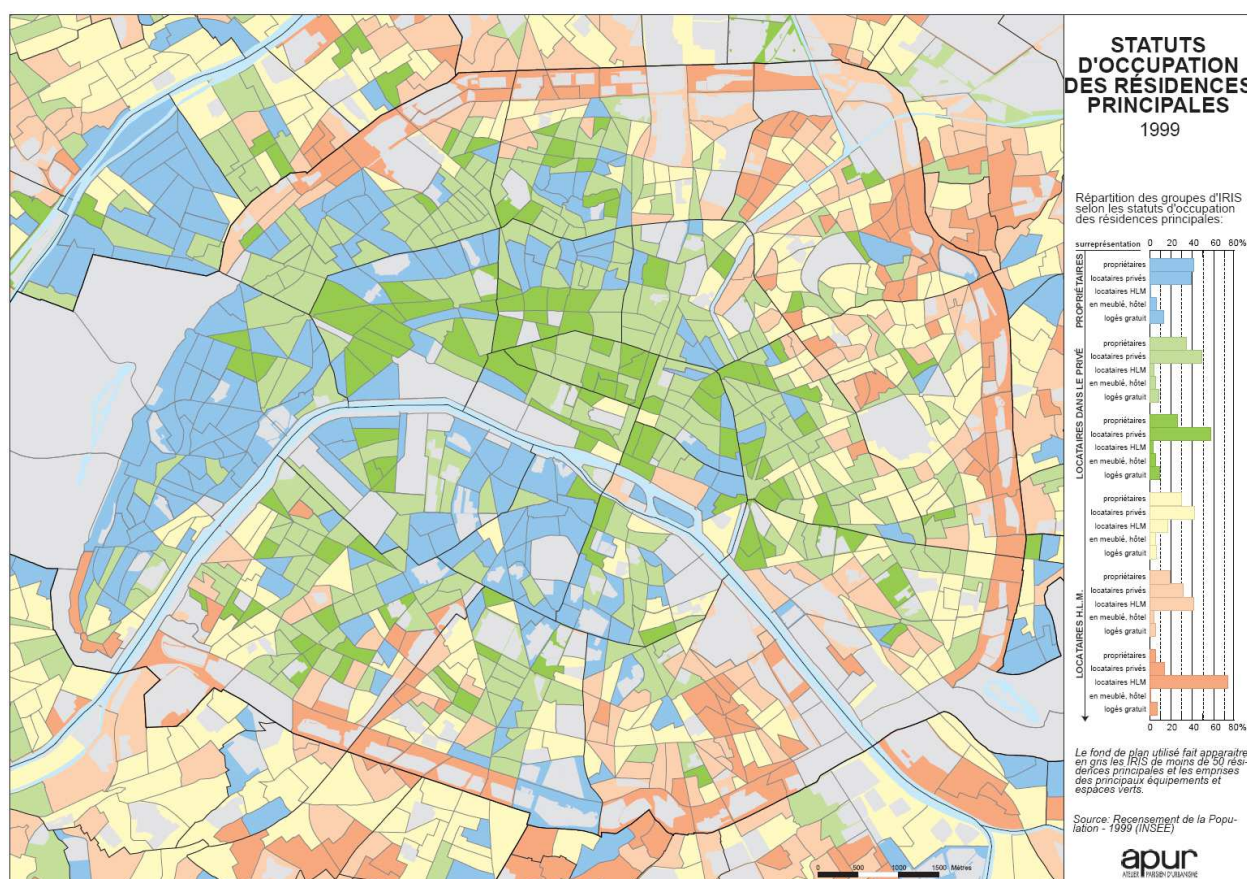 STATUTS
D'OCCUPATION
DES RÉSIDENCES
PRINCIPALES
1999
Répartition des groupes d'IRIS
selon les statuts d'occupation
des résidences principales:
surreprésentation 0 20 40 60 80%
PROPRIÉTAIRES
propriétaires
locataires privés
locataires HLM
en meublé, hôtel
logés gratuit
LOCATAIRES DANS LE PRIVÉ
propriétaires
locataires privés
locataires HLM
en meublé, hôtel
logés gratuit
propriétaires
locataires privés
locataires HLM
en meublé, hôtel
logés gratuit
propriétaires
locataires privés
locataires HLM
en meublé, hôtel
logés gratuit
LOCATAIRES H.L.M.
propriétaires
locataires privés
locataires HLM
en meublé, hôtel
logés gratuit
propriétaires
locataires privés
locataires HLM
en meublé, hôtel
logés gratuit
0 20 40 60 80%
Le fond de plan utilisé fait apparaitre
en gris les IRIS de moins de 50 rési-
dences principales et les emprises
des principaux équipements et
espaces verts.
Source: Recensement de la Popu-
lation - 1999 (INSEE)
apur
ATELIER PARISIEN D'URBANISME
0 500 1000 1500 Mètres